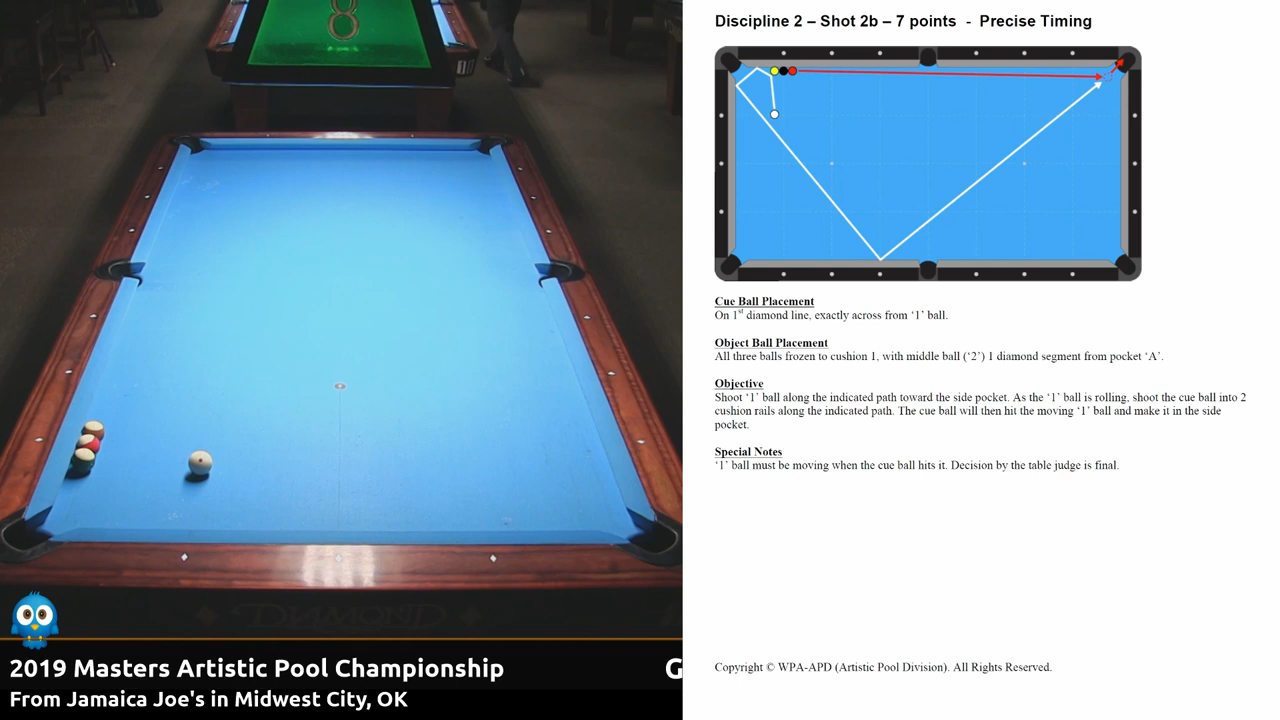 8
1
DIAMOND
2019 Masters Artistic Pool Championship
G
From Jamaica Joe's in Midwest City, OK
Discipline 2 – Shot 2b – 7 points - Precise Timing
Cue Ball Placement
On 1st diamond line, exactly across from ‘1’ ball.
Object Ball Placement
All three balls frozen to cushion 1, with middle ball (‘2’) 1 diamond segment from pocket ‘A’.
Objective
Shoot ‘1’ ball along the indicated path toward the side pocket. As the ‘1’ ball is rolling, shoot the cue ball into 2
cushion rails along the indicated path. The cue ball will then hit the moving ‘1’ ball and make it in the side
pocket.
Special Notes
‘1’ ball must be moving when the cue ball hits it. Decision by the table judge is final.
Copyright © WPA-APD (Artistic Pool Division). All Rights Reserved.